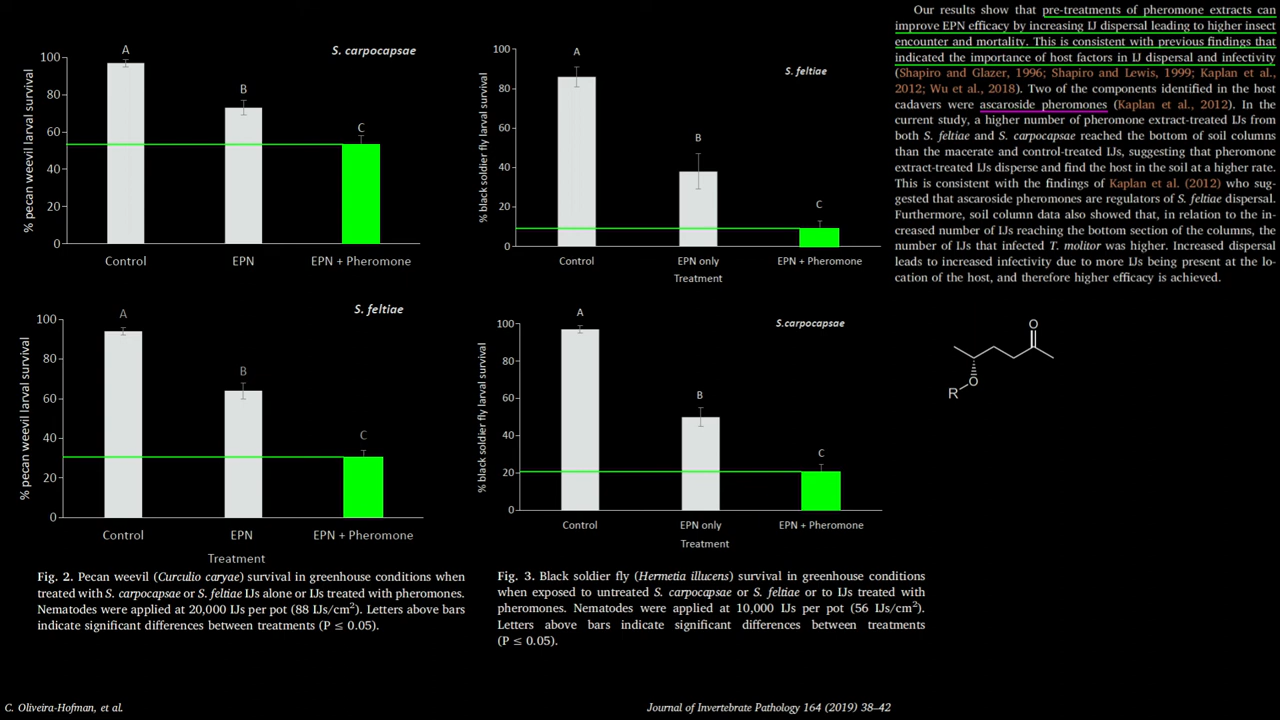 S. carpocapsae
% pecan weevil larval survival
100
80
60
40
20
0
A
B
C
Control
EPN
EPN + Pheromone
S. feltiae
% black soldier fly larval survival
100
80
60
40
20
0
A
B
C
Control
EPN only
EPN + Pheromone
Treatment
Our results show that pre-treatments of pheromone extracts can
improve EPN efficacy by increasing IJ dispersal leading to higher insect
encounter and mortality. This is consistent with previous findings that
indicated the importance of host factors in IJ dispersal and infectivity
(Shapiro and Glazer, 1996; Shapiro and Lewis, 1999; Kaplan et al.,
2012; Wu et al., 2018). Two of the components identified in the host
cadavers were ascaroside pheromones (Kaplan et al., 2012). In the
current study, a higher number of pheromone extract-treated IJs from
both S. feltiae and S. carpocapsae reached the bottom of soil columns
than the macerate and control-treated IJs, suggesting that pheromone
extract-treated IJs disperse and find the host in the soil at a higher rate.
This is consistent with the findings of Kaplan et al. (2012) who sug-
gested that ascaroside pheromones are regulators of S. feltiae dispersal.
Furthermore, soil column data also showed that, in relation to the in-
creased number of IJs reaching the bottom section of the columns, the
number of IJs that infected T. molitor was higher. Increased dispersal
leads to increased infectivity due to more IJs being present at the lo-
cation of the host, and therefore higher efficacy is achieved.
O
O
R
S. feltiae
% pecan weevil larval survival
100
80
60
40
20
0
A
B
C
Control
EPN
EPN + Pheromone
Treatment
S.carpocapsae
% black soldier fly larval survival
100
80
60
40
20
0
A
B
C
Control
EPN only
EPN + Pheromone
Treatment
Fig. 2. Pecan weevil (Curculio caryae) survival in greenhouse conditions when
treated with S. carpocapsae or S. feltiae IJs alone or IJs treated with pheromones.
Nematodes were applied at 20,000 IJs per pot (88 IJs/cm²). Letters above bars
indicate significant differences between treatments (P ≤ 0.05).
Fig. 3. Black soldier fly (Hermetia illucens) survival in greenhouse conditions
when exposed to untreated S. carpocapsae or S. feltiae or to IJs treated with
pheromones. Nematodes were applied at 10,000 IJs per pot (56 IJs/cm²).
Letters above bars indicate significant differences between treatments
(P ≤ 0.05).
C. Oliveira-Hofman, et al.
Journal of Invertebrate Pathology 164 (2019) 38–42